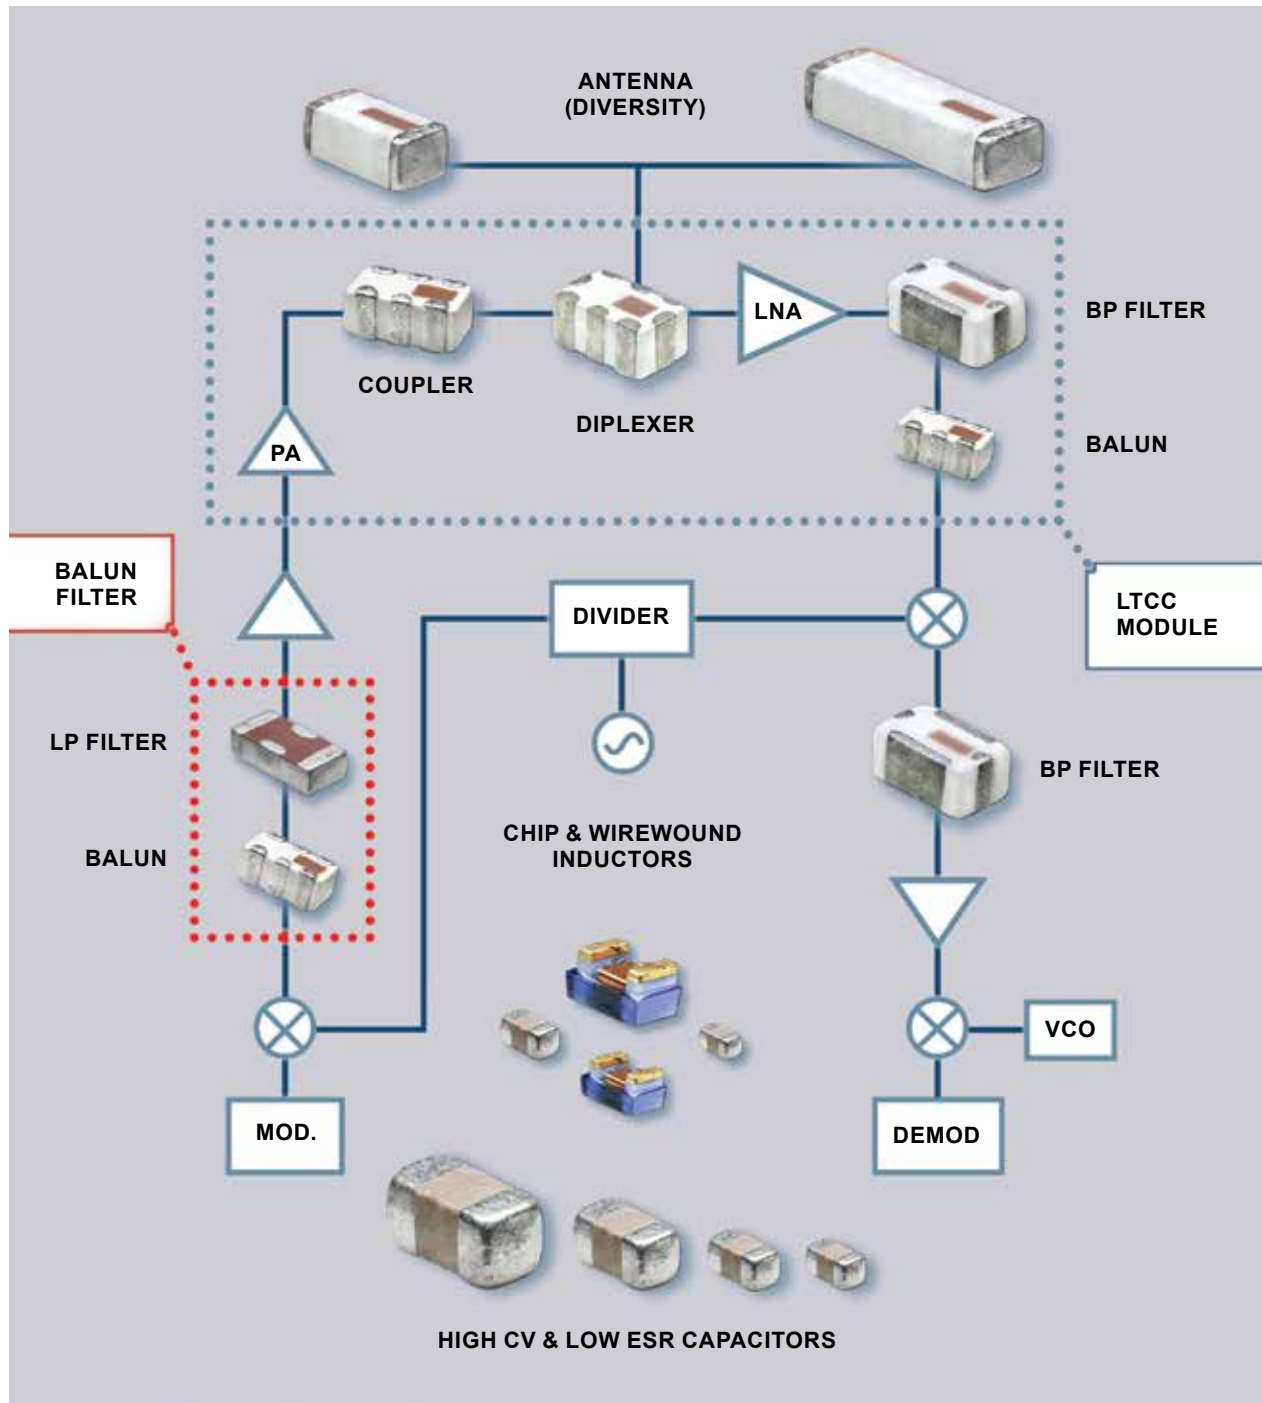 ANTENNA
(DIVERSITY)
LNA
BP FILTER
COUPLER
DIPLEXER
PA
BALUN
BALUN
FILTER
DIVIDER
LTCC
MODULE
LP FILTER
BP FILTER
CHIP & WIREWOUND
INDUCTORS
BALUN
VCO
MOD.
DEMOD
HIGH CV & LOW ESR CAPACITORS